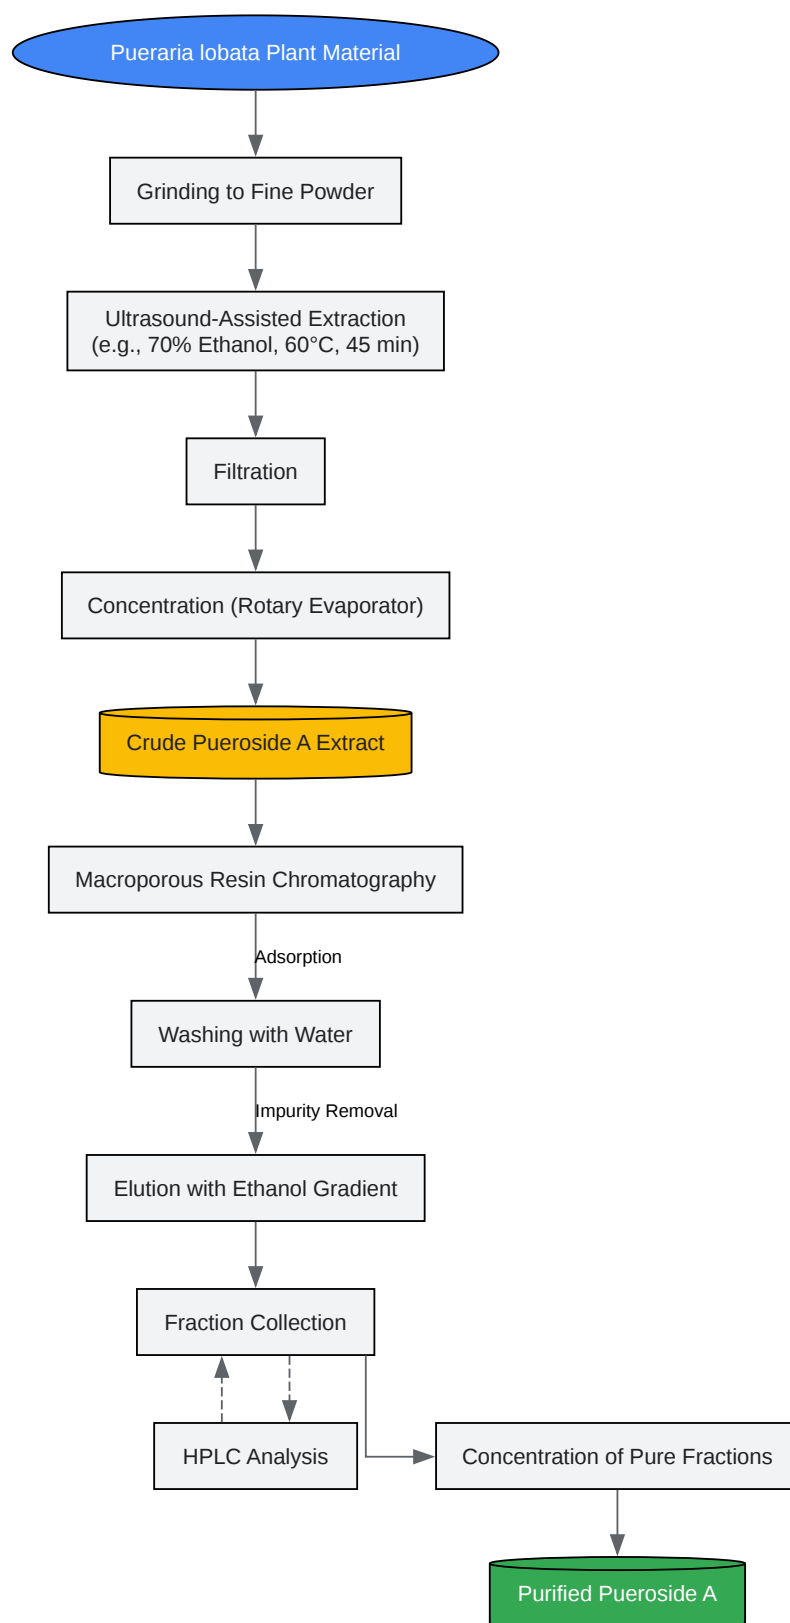 Pueraria lobata Plant Material
Grinding to Fine Powder
Ultrasound-Assisted Extraction
(e.g., 70% Ethanol, 60°C, 45 min)
Filtration
Concentration (Rotary Evaporator)
Crude Pueroside A Extract
Macroporous Resin Chromatography
Adsorption
Washing with Water
Impurity Removal
Elution with Ethanol Gradient
Fraction Collection
HPLC Analysis
Concentration of Pure Fractions
Purified Pueroside A